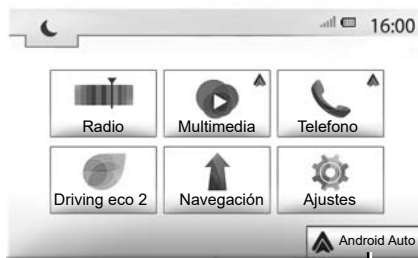 16:00
Radio
Multimedia
Telefono
Driving eco 2
Navegación
Ajustes
Android Auto